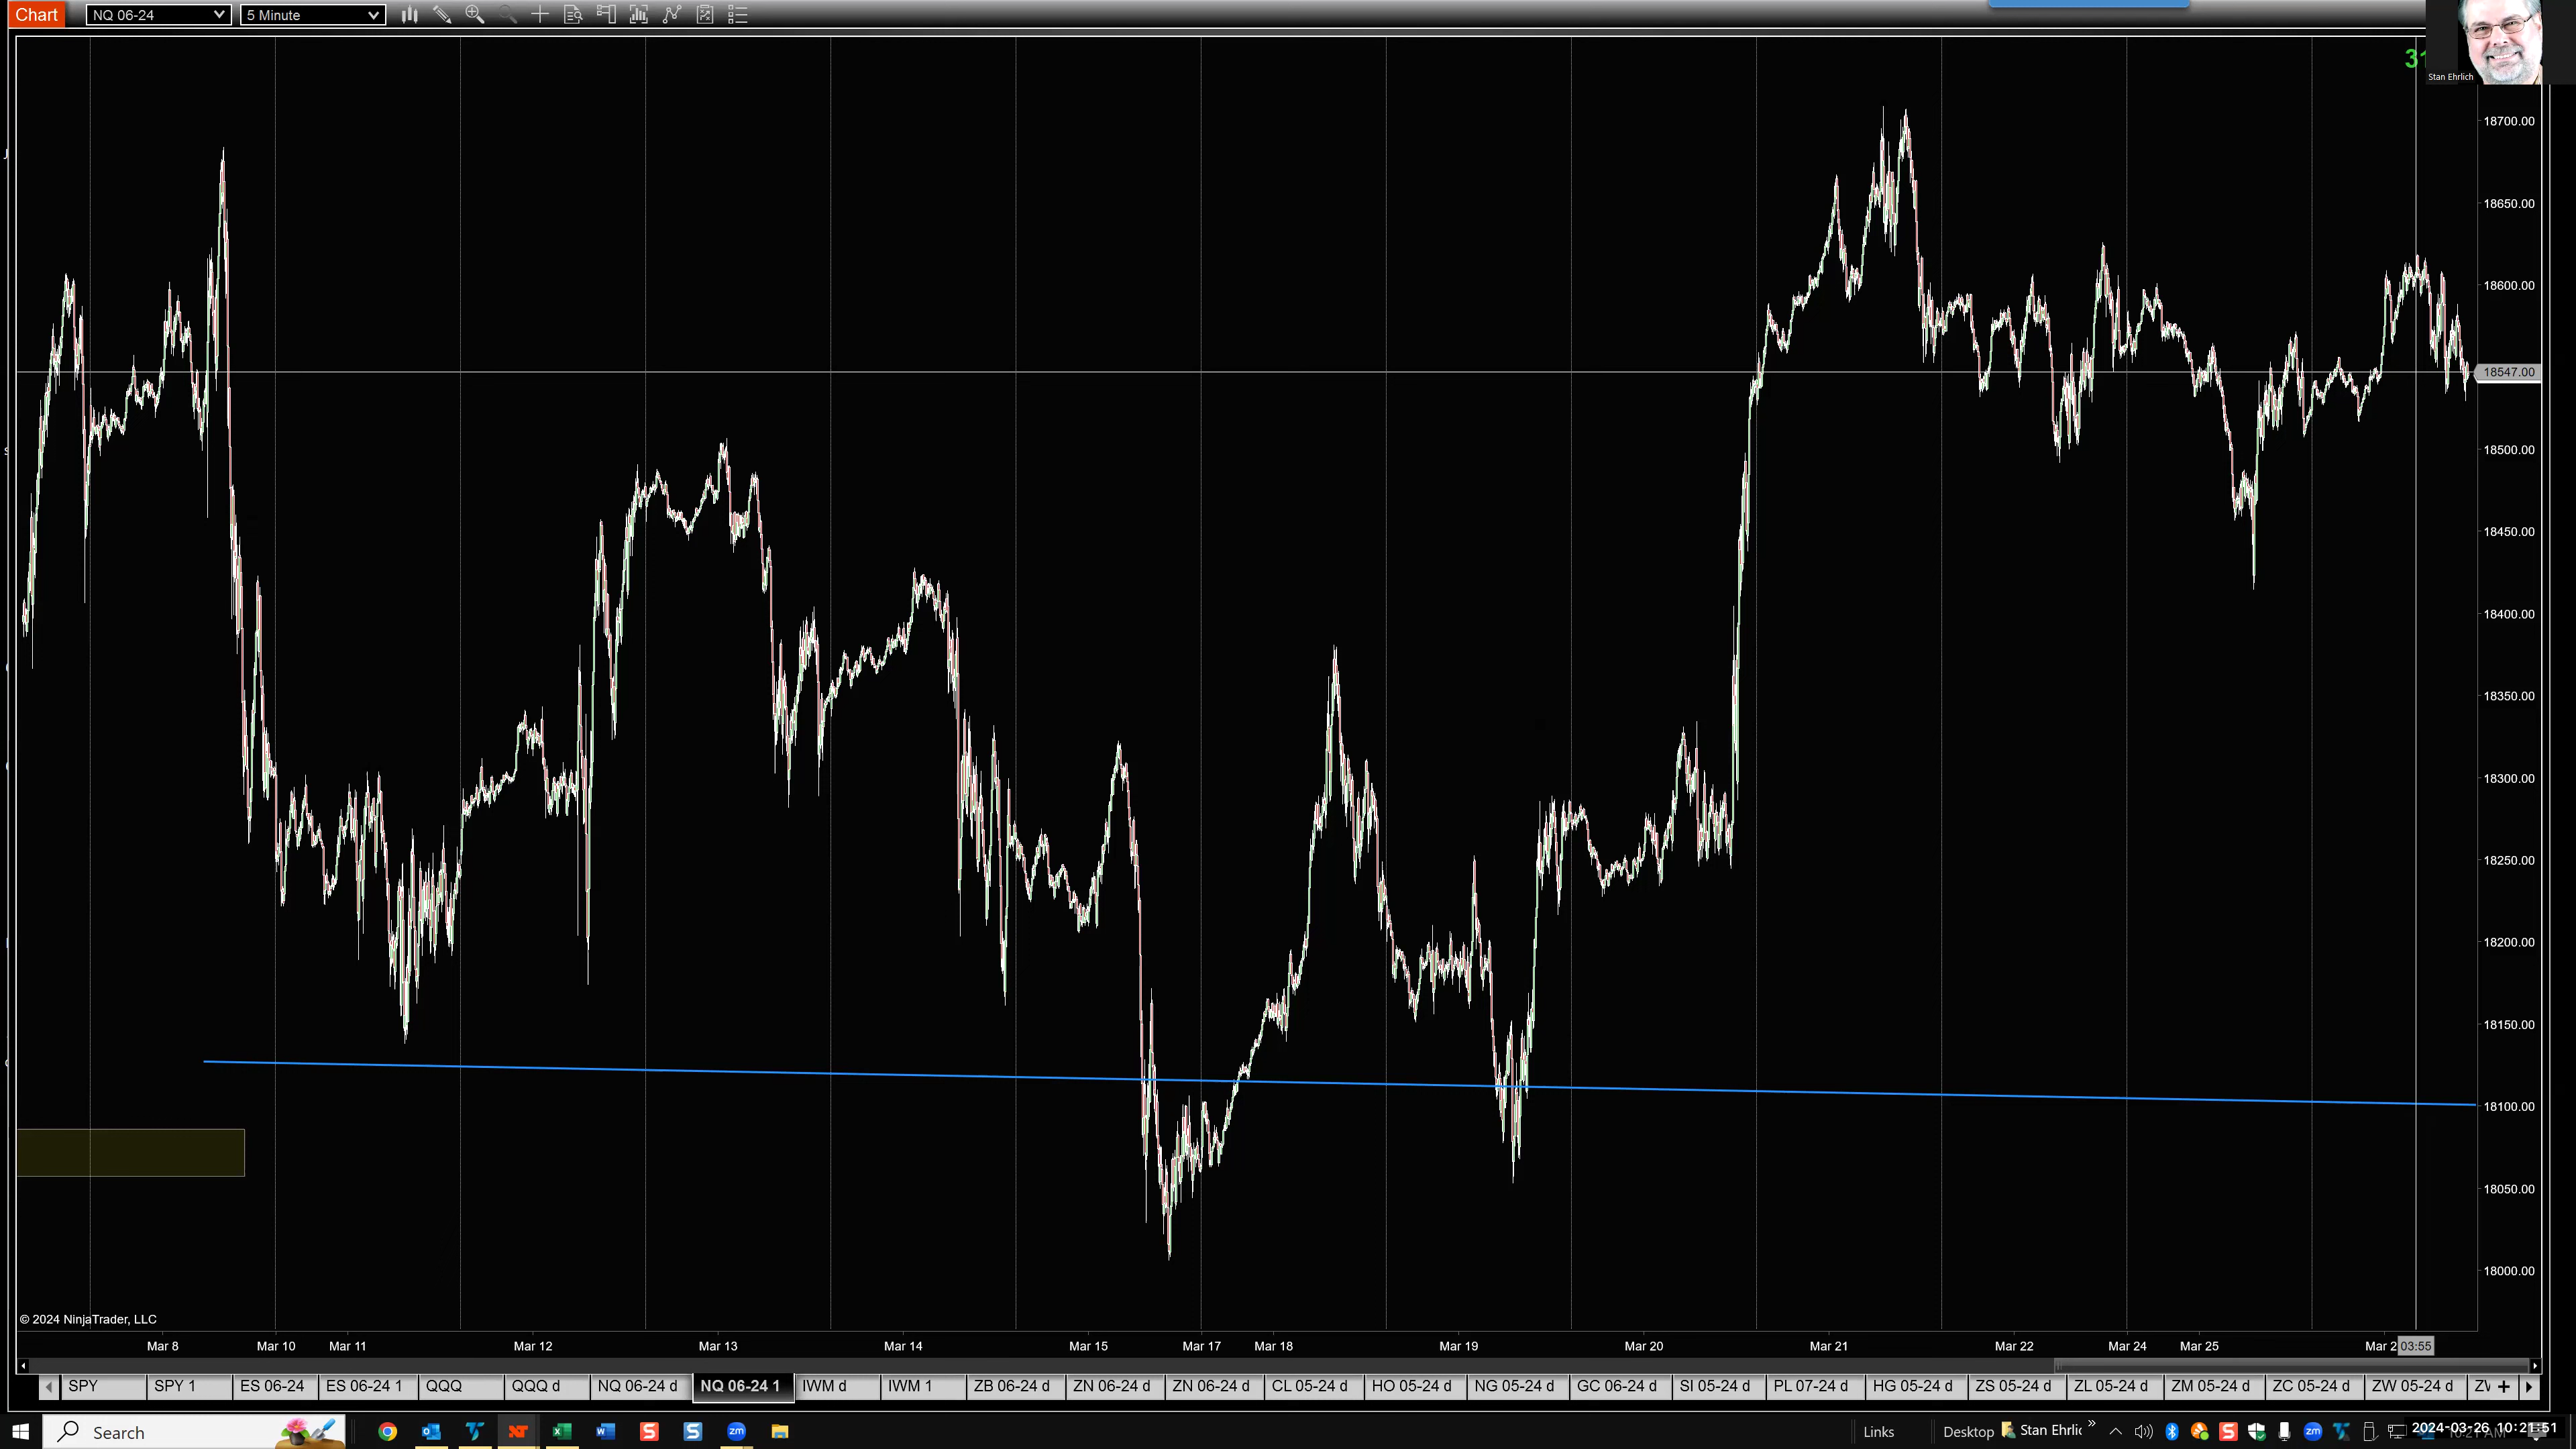 Chart NQ 06-24 5 Minute
Stan Ehrlich
18700.00
18650.00
18600.00
18547.00
18500.00
18450.00
18400.00
18350.00
18300.00
18250.00
18200.00
18150.00
18100.00
18050.00
18000.00
© 2024 NinjaTrader, LLC
Mar 8 Mar 10 Mar 11 Mar 12 Mar 13 Mar 14 Mar 15 Mar 17 Mar 18 Mar 19 Mar 20 Mar 21 Mar 22 Mar 24 Mar 25 Mar 2 03:55
SPY SPY 1 ES 06-24 ES 06-24 1 QQQ QQQ d NQ 06-24 d NQ 06-24 1 IWM d IWM 1 ZB 06-24 d ZN 06-24 d ZN 06-24 d CL 05-24 d HO 05-24 d NG 05-24 d GC 06-24 d SI 05-24 d PL 07-24 d HG 05-24 d ZS 05-24 d ZL 05-24 d ZM 05-24 d ZC 05-24 d ZW 05-24 d
Search Links Desktop Stan Ehrlic 2024-03-26 10:21:51